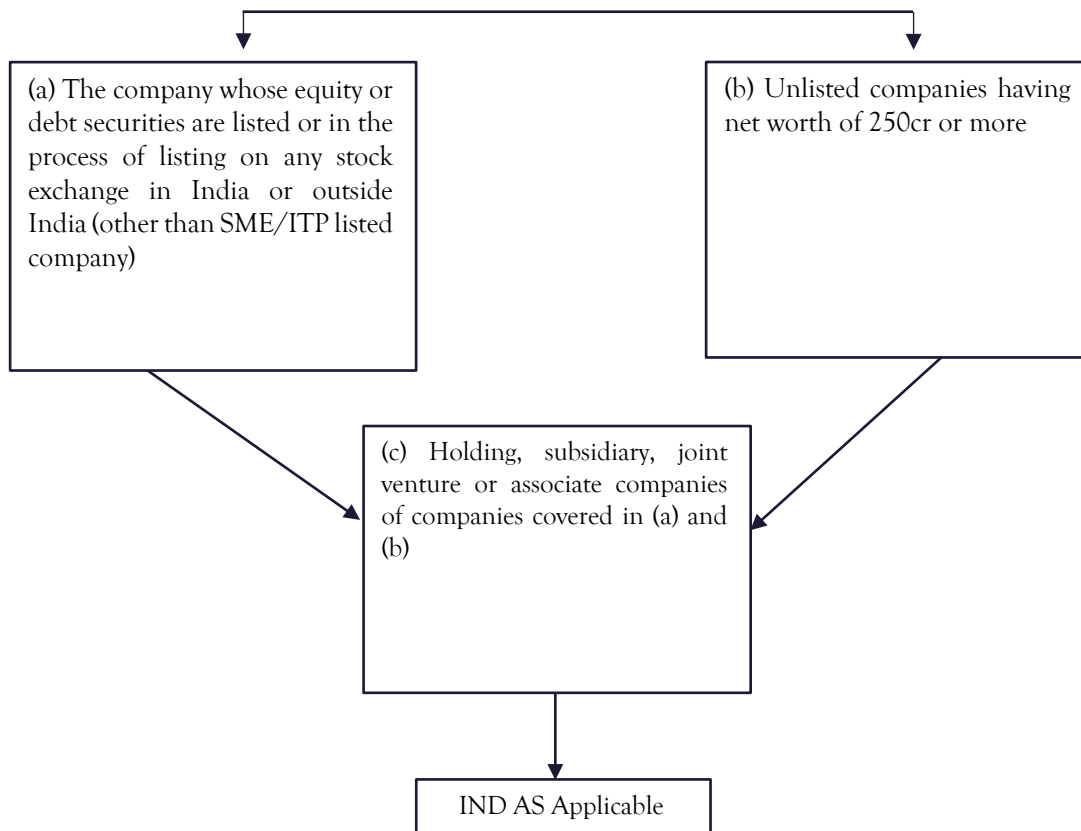 (a) The company whose equity or
debt securities are listed or in the
process of listing on any stock
exchange in India or outside
India (other than SME/ITP listed
company)
(b) Unlisted companies having
net worth of 250cr or more
(c) Holding, subsidiary, joint
venture or associate companies
of companies covered in (a) and
(b)
IND AS Applicable